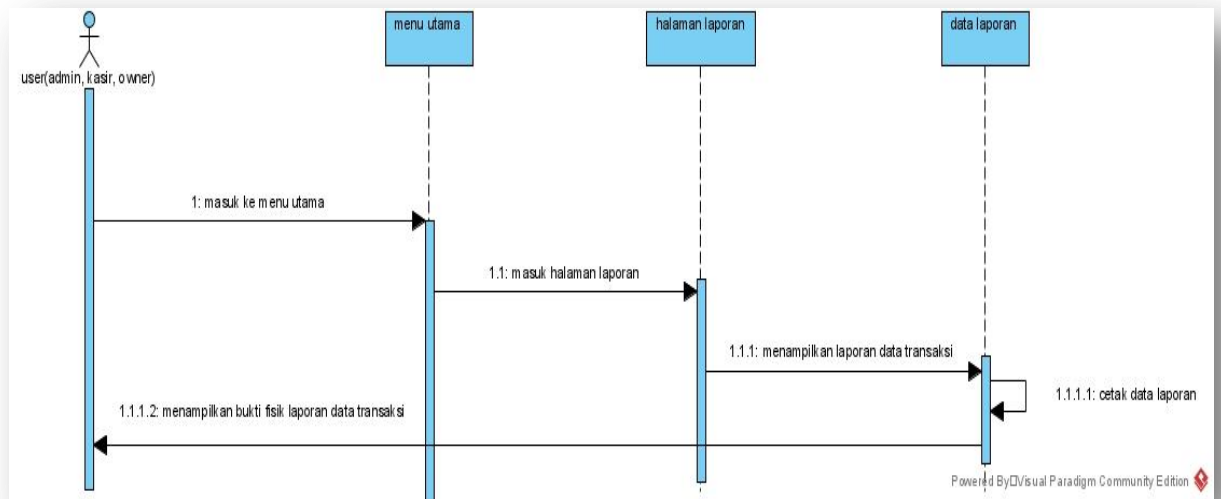 menu utama
halaman laporan
data laporan
user(admin, kasir, owner)
1: masuk ke menu utama
1.1: masuk halaman laporan
1.1.1: menampilkan laporan data transaksi
1.1.1.1: cetak data laporan
1.1.1.2: menampilkan bukti fisik laporan data transaksi
Powered By□Visual Paradigm Community Edition